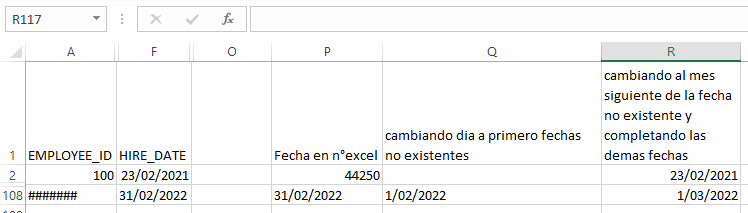 R117 fx
A F O P Q R
cambiando al mes
siguiente de la fecha
no existente y
cambiando dia a primero fechas completando las
1 EMPLOYEE_ID HIRE_DATE Fecha en n°excel no existentes demas fechas
2 100 23/02/2021 44250 23/02/2021
108 ####### 31/02/2022 31/02/2022 1/02/2022 1/03/2022